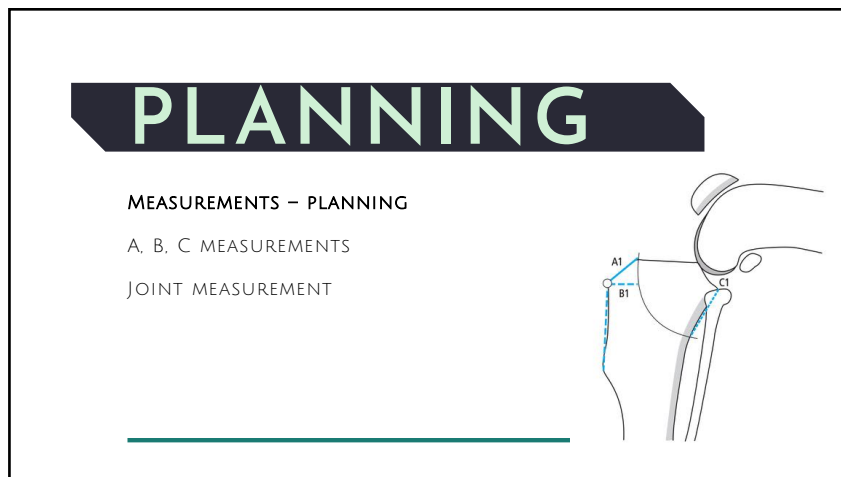 PLANNING
Measurements – planning
A, B, C measurements
Joint measurement
A1
B1
C1